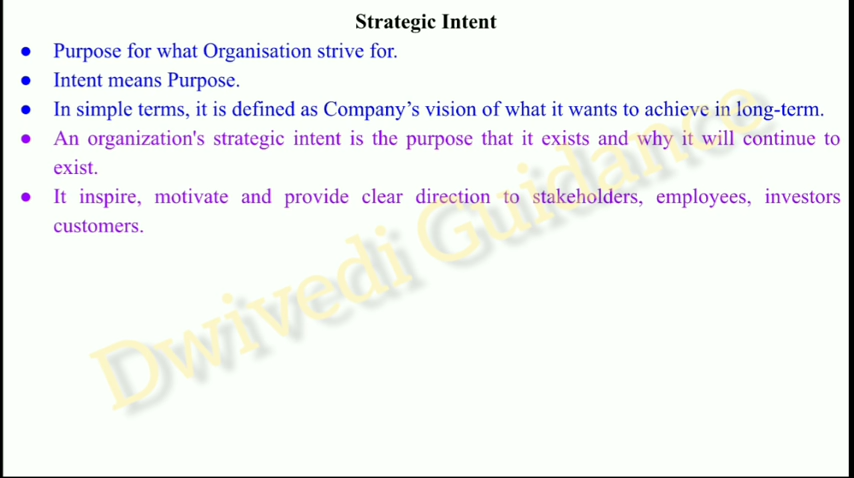 Strategic Intent
● Purpose for what Organisation strive for.
● Intent means Purpose.
● In simple terms, it is defined as Company's vision of what it wants to achieve in long-term.
● An organization's strategic intent is the purpose that it exists and why it will continue to
exist.
● It inspire, motivate and provide clear direction to stakeholders, employees, investors
customers.
Dwivedi Guidance